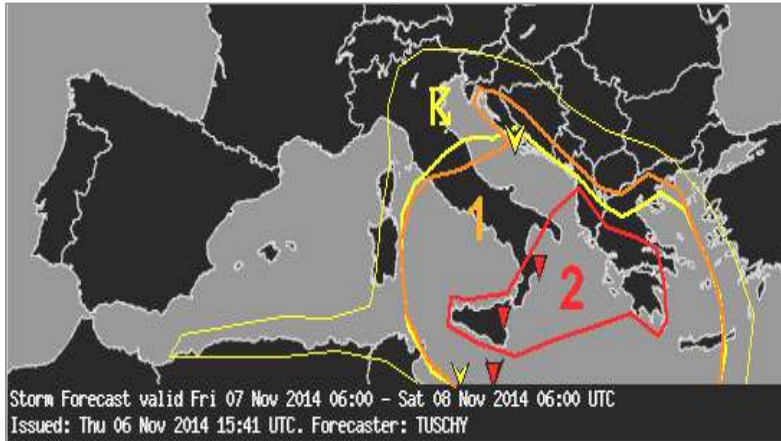 1
2
Storm Forecast valid Fri 07 Nov 2014 06:00 - Sat 08 Nov 2014 06:00 UTC
Issued: Thu 06 Nov 2014 15:41 UTC. Forecaster: TUSCHY